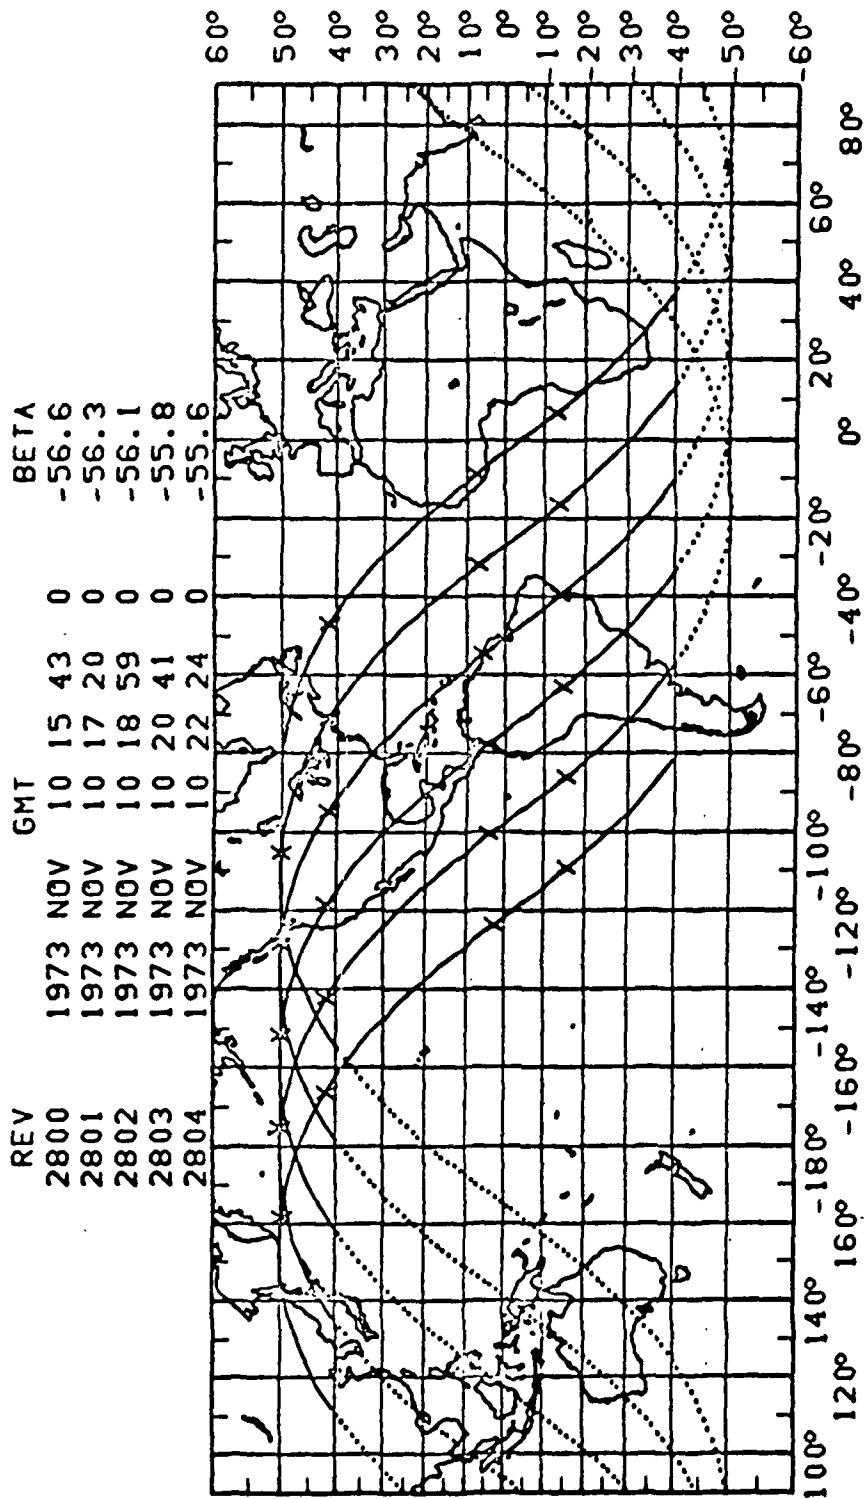 REV GMT BETA
2800 1973 NOV 10 15 43 0 -56.6
2801 1973 NOV 10 17 20 0 -56.3
2802 1973 NOV 10 18 59 0 -56.1
2803 1973 NOV 10 20 41 0 -55.8
2804 1973 NOV 10 22 24 0 -55.6
60°
50°
40°
30°
20°
10°
0°
-10°
-20°
-30°
-40°
-50°
-60°
100° 120° 140° 160° -180° -160° -140° -120° -100° -80° -60° -40° -20° 0° 20° 40° 60° 80°